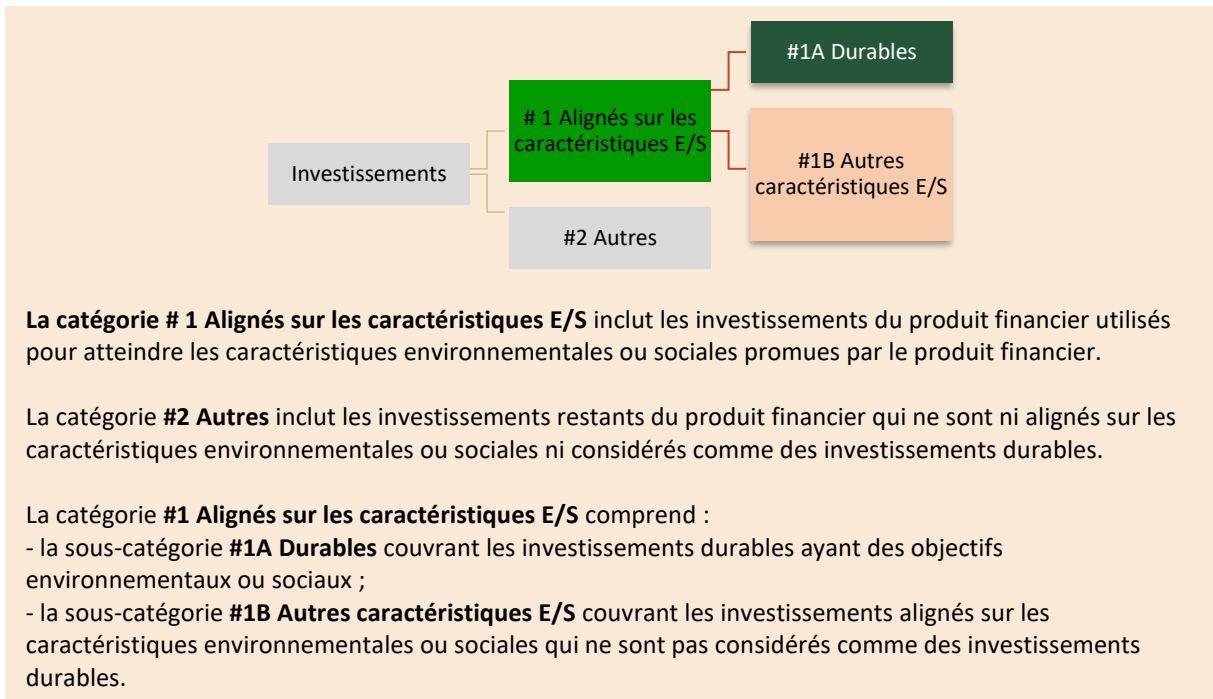 #1A Durables
# 1 Alignés sur les
caractéristiques E/S
#1B Autres
caractéristiques E/S
Investissements
#2 Autres
La catégorie # 1 Alignés sur les caractéristiques E/S inclut les investissements du produit financier utilisés
pour atteindre les caractéristiques environnementales ou sociales promues par le produit financier.
La catégorie #2 Autres inclut les investissements restants du produit financier qui ne sont ni alignés sur les
caractéristiques environnementales ou sociales ni considérés comme des investissements durables.
La catégorie #1 Alignés sur les caractéristiques E/S comprend :
- la sous-catégorie #1A Durables couvrant les investissements durables ayant des objectifs
environnementaux ou sociaux ;
- la sous-catégorie #1B Autres caractéristiques E/S couvrant les investissements alignés sur les
caractéristiques environnementales ou sociales qui ne sont pas considérés comme des investissements
durables.